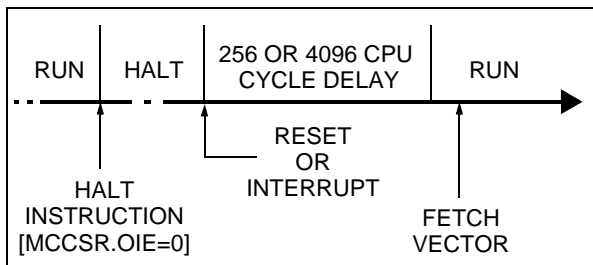 RUN
HALT
256 OR 4096 CPU
CYCLE DELAY
RUN
RESET
OR
INTERRUPT
HALT
INSTRUCTION
[MCCSR.OIE=0]
FETCH
VECTOR